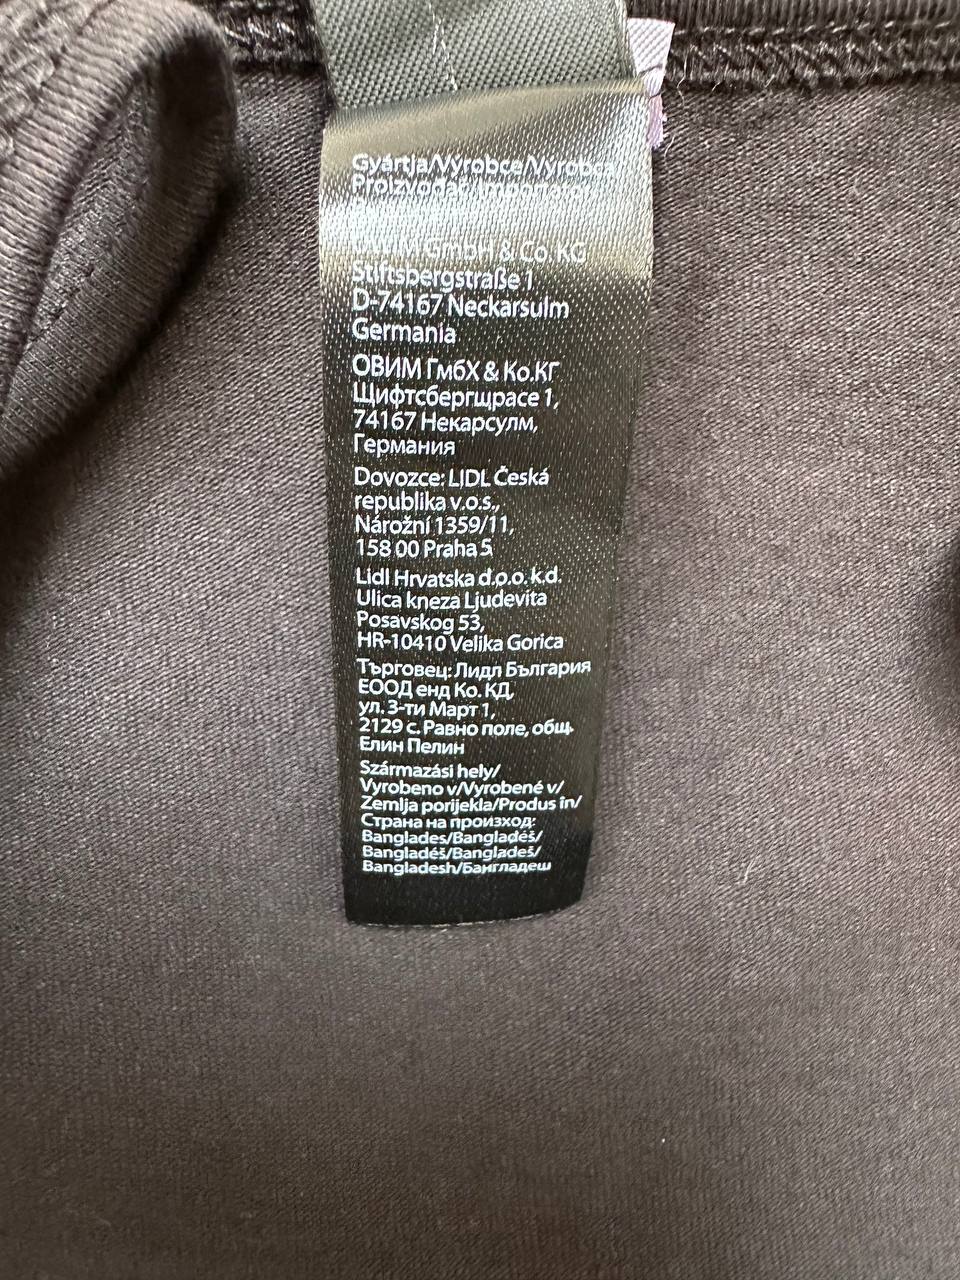 Gyártja/Výrobce/Výrobca
Proizvođač/Importator
OWIM GmbH & Co. KG
Stiftsbergstraße 1
D-74167 Neckarsulm
Germania
ОВИМ ГмбХ & Ко.КГ
Щифтсбергщрасе 1,
74167 Некарсулм,
Германия
Dovozce: LIDL Česká
republika v.o.s.,
Nárožní 1359/11,
158 00 Praha 5
Lidl Hrvatska d.o.o. k.d.
Ulica kneza Ljudevita
Posavskog 53,
HR-10410 Velika Gorica
Търговец: Лидл България
ЕООД енд Ко. КД,
ул. 3-ти Март 1,
2129 с. Равно поле, общ.
Елин Пелин
Származási hely/
Vyrobeno v/Vyrobené v/
Zemlja porijekla/Produs în/
Страна на произход:
Banglades/Bangladéš/
Bangladéš/Bangladeš/
Bangladesh/Бангладеш